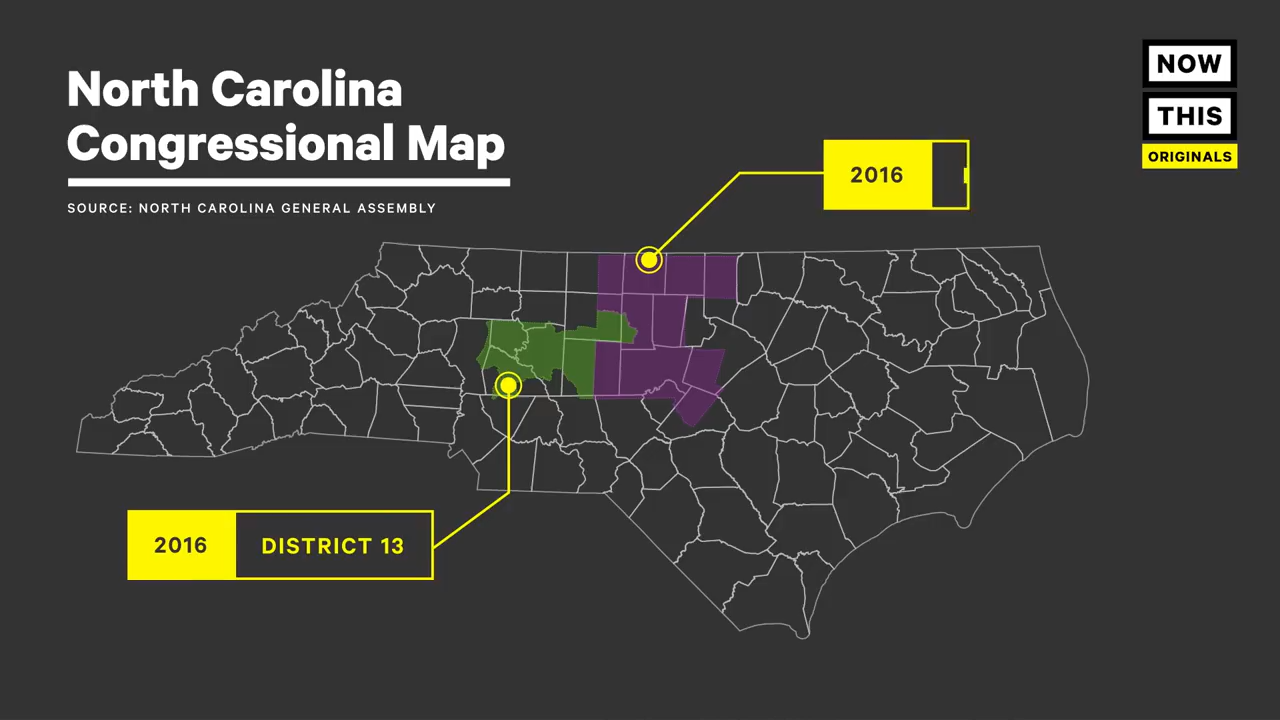 North Carolina
Congressional Map
SOURCE: NORTH CAROLINA GENERAL ASSEMBLY
NOW
THIS
ORIGINALS
2016
2016 DISTRICT 13